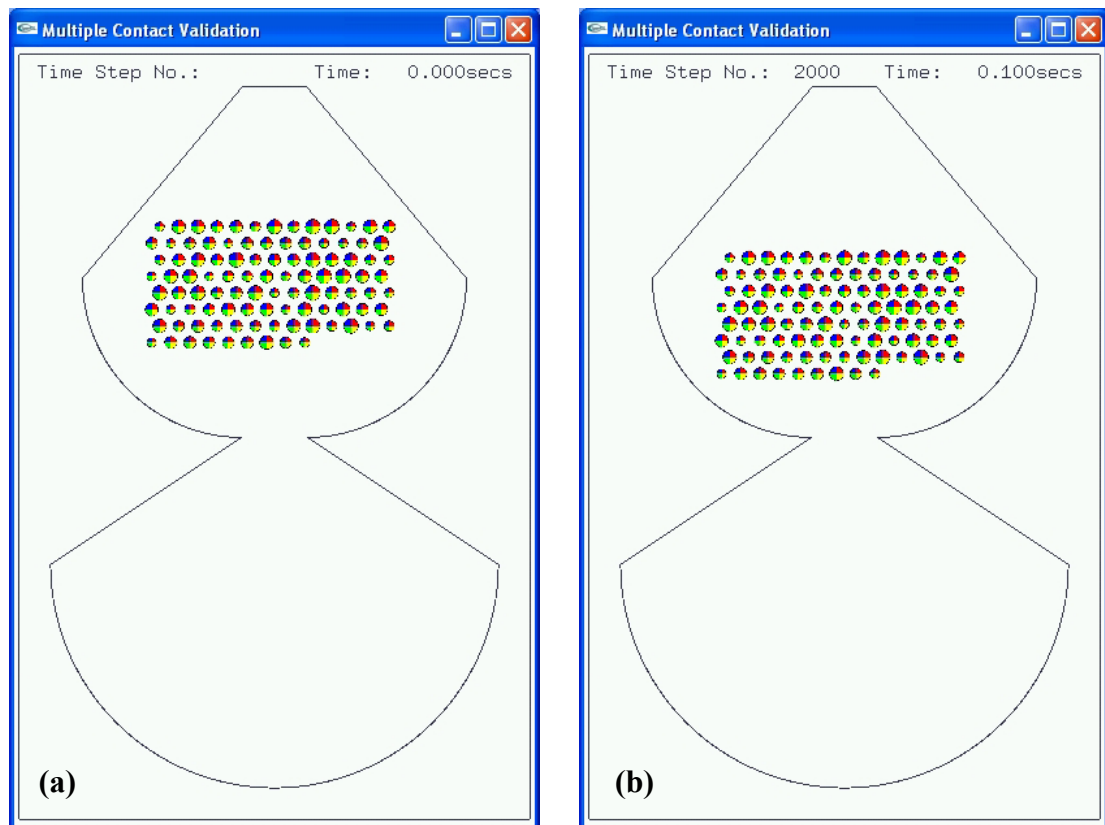 Multiple Contact Validation
Time Step No.: Time: 0.000secs
(a)
Multiple Contact Validation
Time Step No.: 2000 Time: 0.100secs
(b)